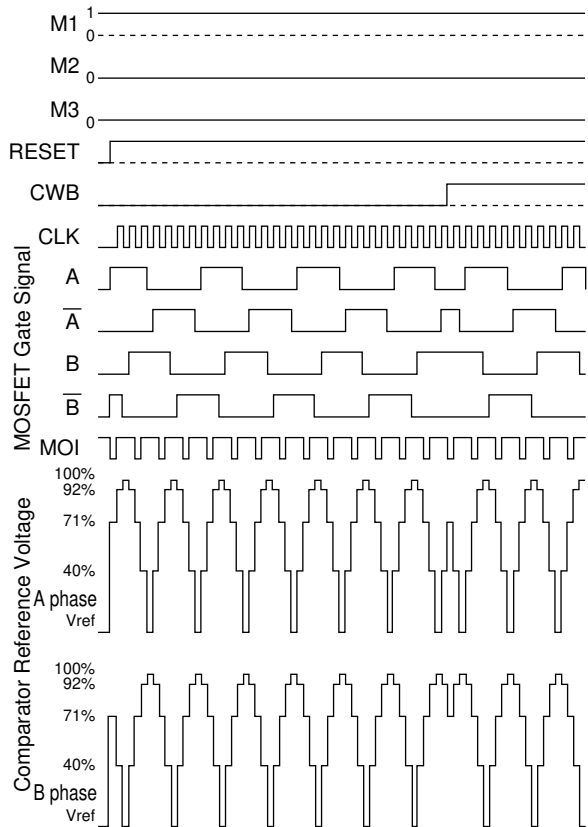 M1 1
0
M2 0
M3 0
RESET
CWB
CLK
MOSFET Gate Signal
A
A
B
B
MOI
Comparator Reference Voltage
100%
92%
71%
40%
A phase
Vref
100%
92%
71%
40%
B phase
Vref